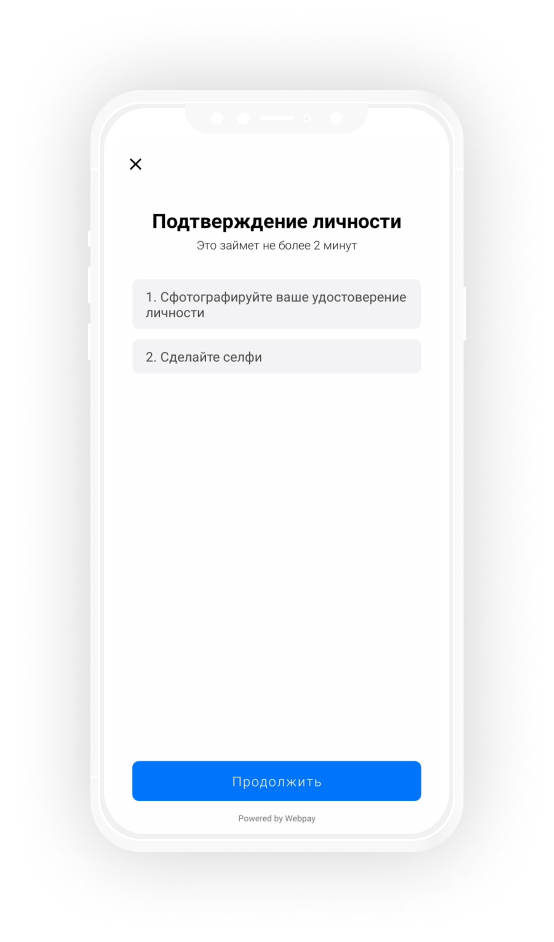 Подтверждение личности
Это займет не более 2 минут
1. Сфотографируйте ваше удостоверение
личности
2. Сделайте селфи
Продолжить
Powered by Webpay